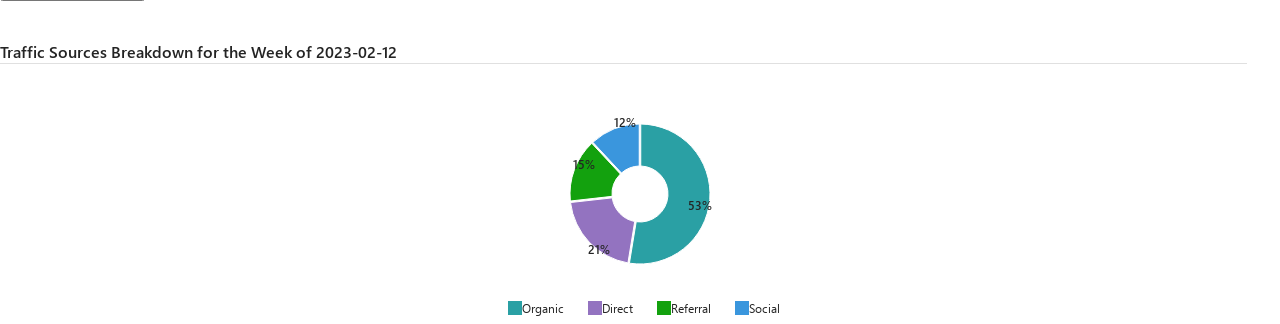 Traffic Sources Breakdown for the Week of 2023-02-12
12%
15%
53%
21%
Organic
Direct
Referral
Social